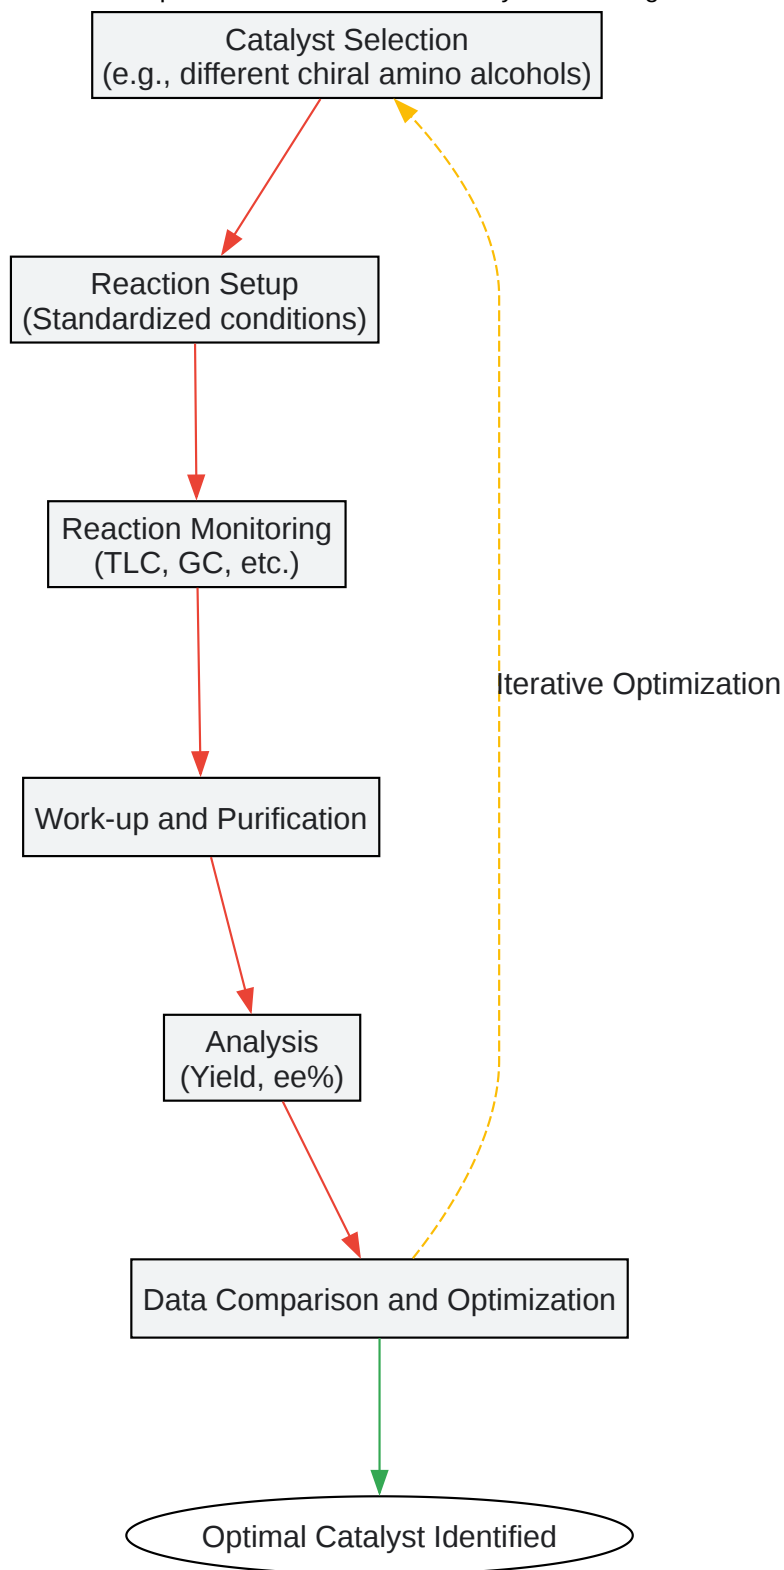 Catalyst Selection
(e.g., different chiral amino alcohols)
Reaction Setup
(Standardized conditions)
Reaction Monitoring
(TLC, GC, etc.)
Iterative Optimization
Work-up and Purification
Analysis
(Yield, ee%)
Data Comparison and Optimization
Optimal Catalyst Identified